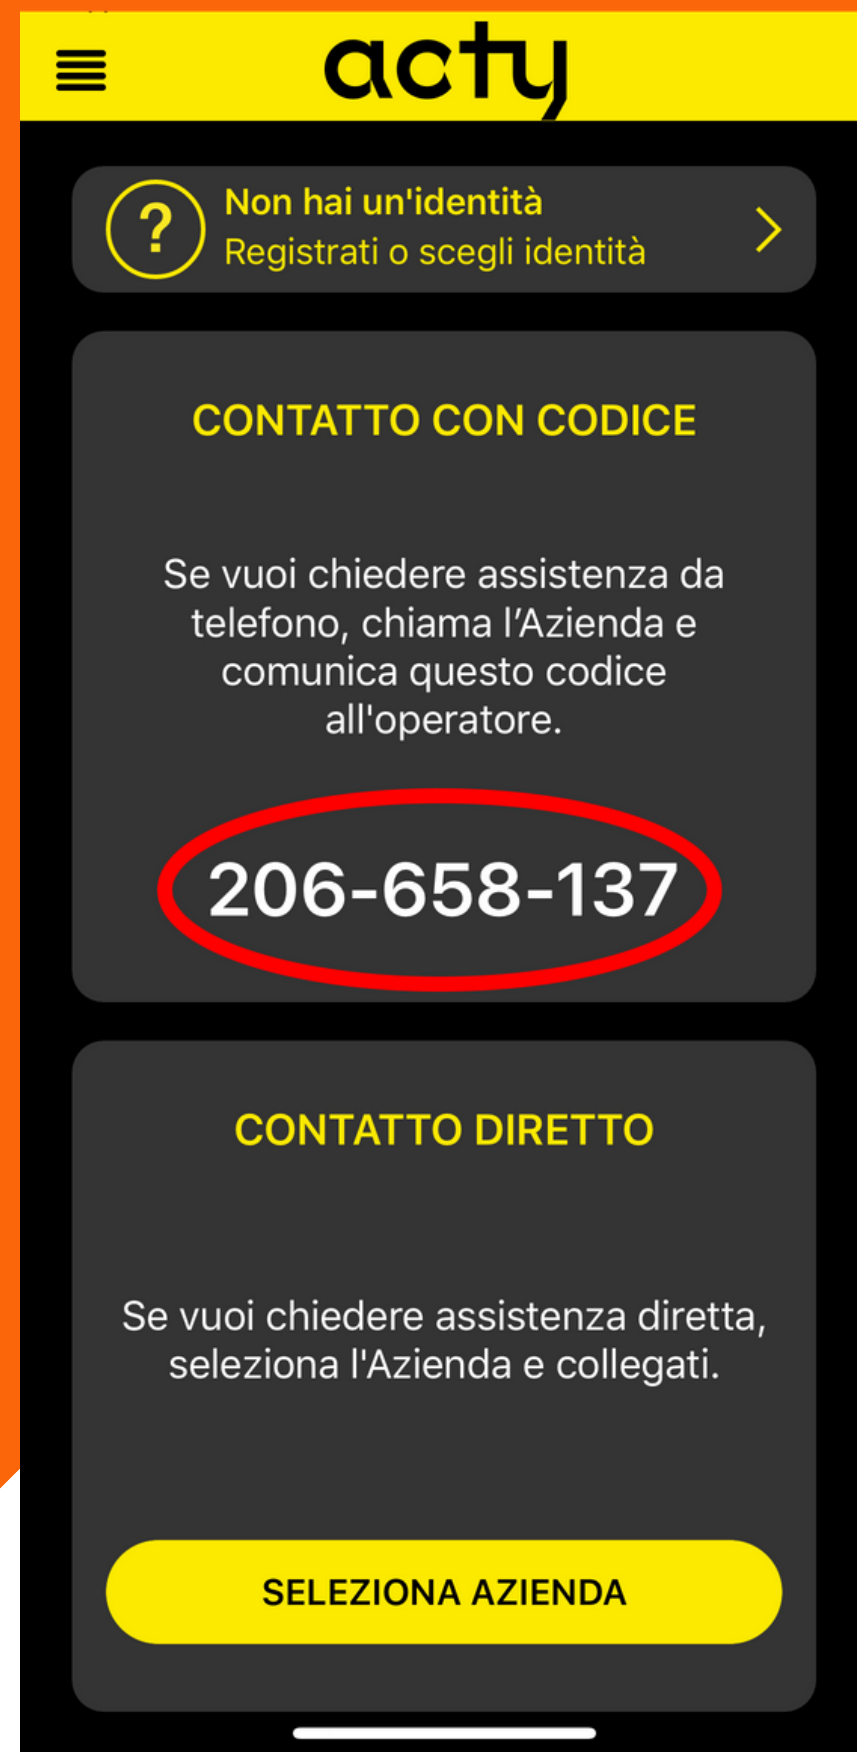 acty
Non hai un'identità
Registrati o scegli identità
?
CONTATTO CON CODICE
Se vuoi chiedere assistenza da
telefono, chiama l’Azienda e
comunica questo codice
all'operatore.
206-658-137
CONTATTO DIRETTO
Se vuoi chiedere assistenza diretta,
seleziona l'Azienda e collegati.
SELEZIONA AZIENDA